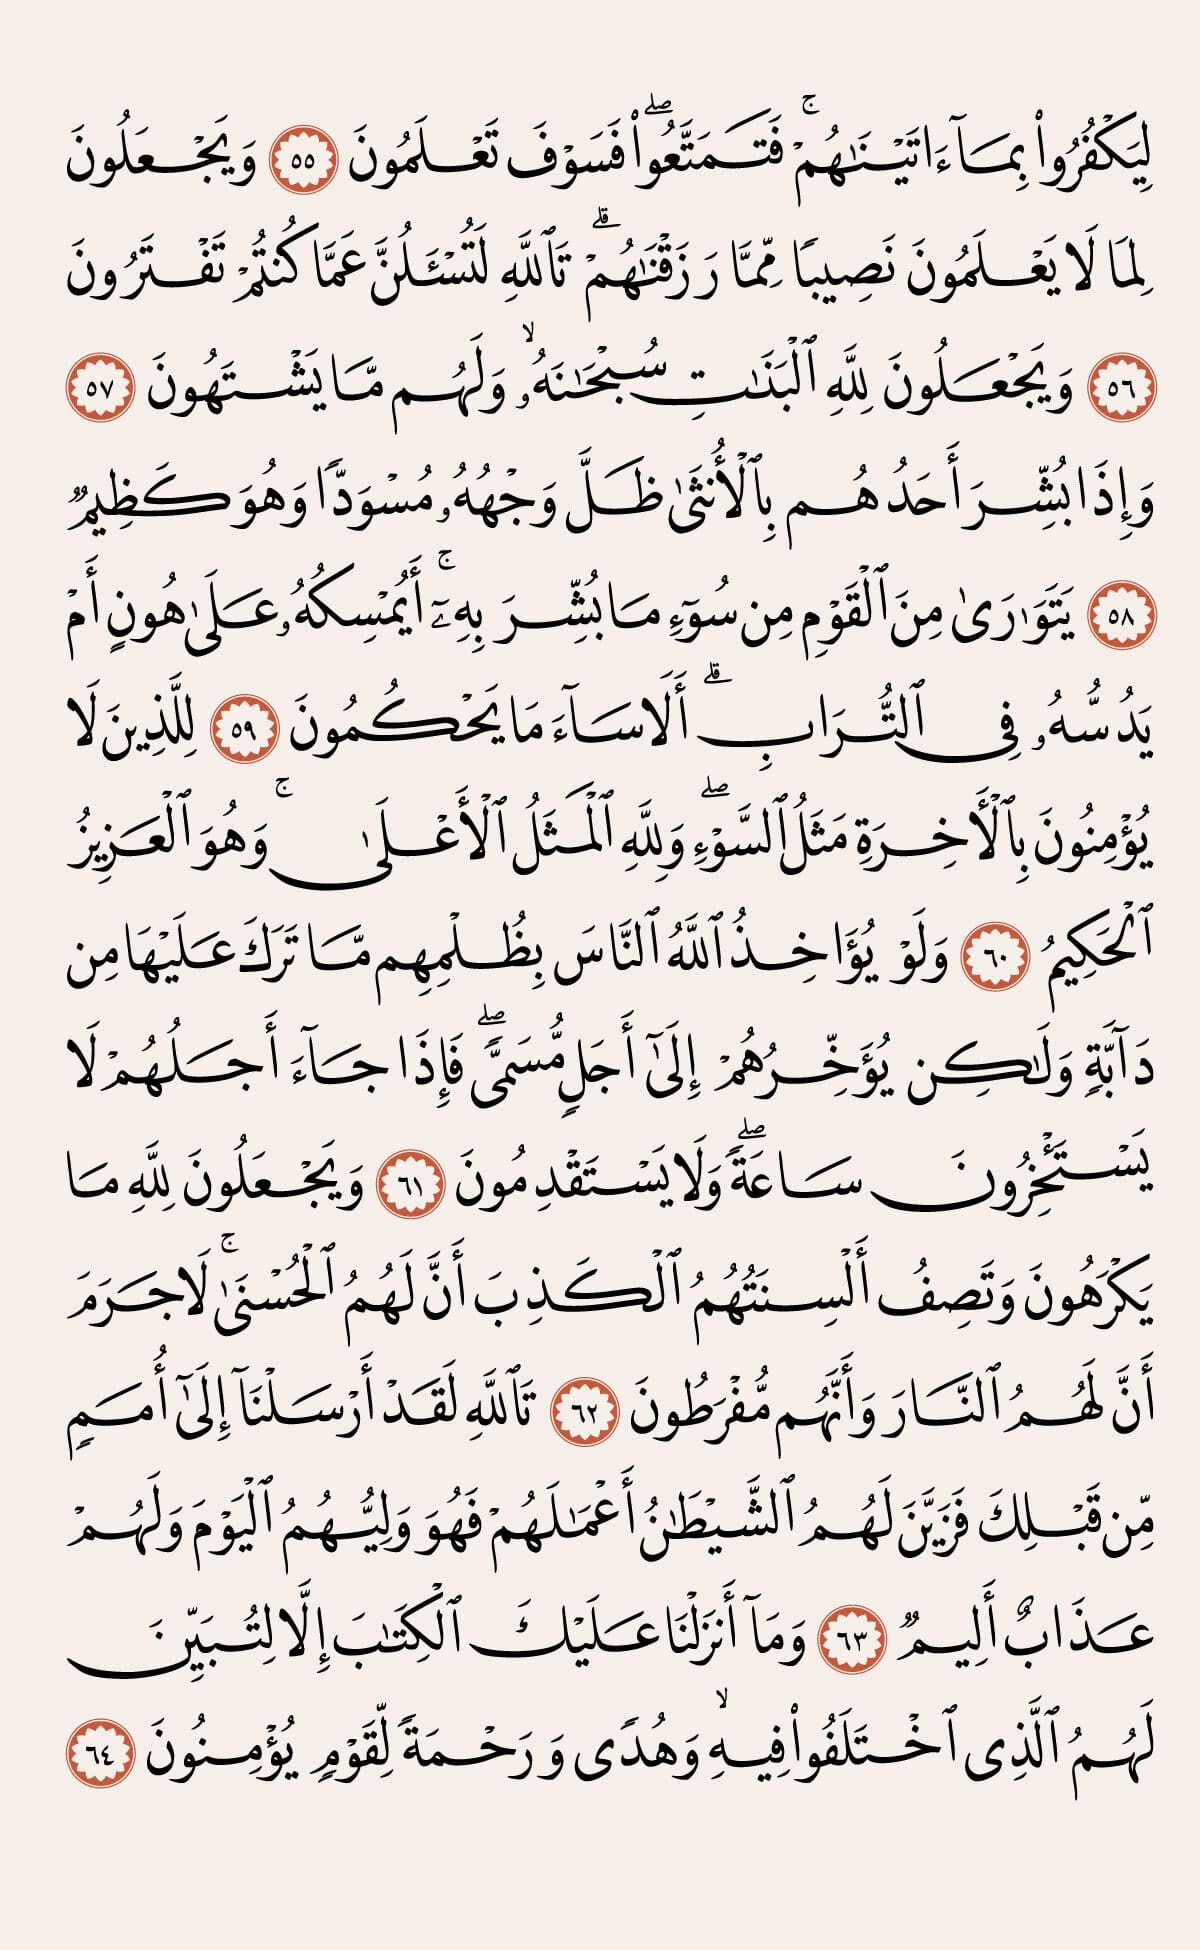 لِيَكۡفُرُواْ بِمَآ ءَاتَيۡنَٰهُمۡۚ فَتَمَتَّعُواْۖ فَسَوۡفَ تَعۡلَمُونَ ٥٥ وَيَجۡعَلُونَ
لِمَا لَا يَعۡلَمُونَ نَصِيبٗا مِّمَّا رَزَقۡنَٰهُمۡۗ تَٱللَّهِ لَتُسۡـَٔلُنَّ عَمَّا كُنتُمۡ تَفۡتَرُونَ
٥٦ وَيَجۡعَلُونَ لِلَّهِ ٱلۡبَنَٰتِ سُبۡحَٰنَهُۥۙ وَلَهُم مَّا يَشۡتَهُونَ ٥٧
وَإِذَا بُشِّرَ أَحَدُهُم بِٱلۡأُنثَىٰ ظَلَّ وَجۡهُهُۥ مُسۡوَدّٗا وَهُوَ كَظِيمٞ
٥٨ يَتَوَٰرَىٰ مِنَ ٱلۡقَوۡمِ مِن سُوٓءِ مَا بُشِّرَ بِهِۦٓۚ أَيُمۡسِكُهُۥ عَلَىٰ هُونٍ أَمۡ
يَدُسُّهُۥ فِي ٱلتُّرَابِۗ أَلَا سَآءَ مَا يَحۡكُمُونَ ٥٩ لِلَّذِينَ لَا
يُؤۡمِنُونَ بِٱلۡأٓخِرَةِ مَثَلُ ٱلسَّوۡءِۖ وَلِلَّهِ ٱلۡمَثَلُ ٱلۡأَعۡلَىٰۚ وَهُوَ ٱلۡعَزِيزُ
ٱلۡحَكِيمُ ٦٠ وَلَوۡ يُؤَاخِذُ ٱللَّهُ ٱلنَّاسَ بِظُلۡمِهِم مَّا تَرَكَ عَلَيۡهَا مِن
دَآبَّةٖ وَلَٰكِن يُؤَخِّرُهُمۡ إِلَىٰٓ أَجَلٖ مُّسَمّٗىۖ فَإِذَا جَآءَ أَجَلُهُمۡ لَا
يَسۡتَـٔۡخِرُونَ سَاعَةٗۖ وَلَا يَسۡتَقۡدِمُونَ ٦١ وَيَجۡعَلُونَ لِلَّهِ مَا
يَكۡرَهُونَ وَتَصِفُ أَلۡسِنَتُهُمُ ٱلۡكَذِبَ أَنَّ لَهُمُ ٱلۡحُسۡنَىٰۚ لَا جَرَمَ
أَنَّ لَهُمُ ٱلنَّارَ وَأَنَّهُم مُّفۡرَطُونَ ٦٢ تَٱللَّهِ لَقَدۡ أَرۡسَلۡنَآ إِلَىٰٓ أُمَمٖ
مِّن قَبۡلِكَ فَزَيَّنَ لَهُمُ ٱلشَّيۡطَٰنُ أَعۡمَٰلَهُمۡ فَهُوَ وَلِيُّهُمُ ٱلۡيَوۡمَ وَلَهُمۡ
عَذَابٌ أَلِيمٞ ٦٣ وَمَآ أَنزَلۡنَا عَلَيۡكَ ٱلۡكِتَٰبَ إِلَّا لِتُبَيِّنَ
لَهُمُ ٱلَّذِي ٱخۡتَلَفُواْ فِيهِۙ وَهُدٗى وَرَحۡمَةٗ لِّقَوۡمٖ يُؤۡمِنُونَ ٦٤